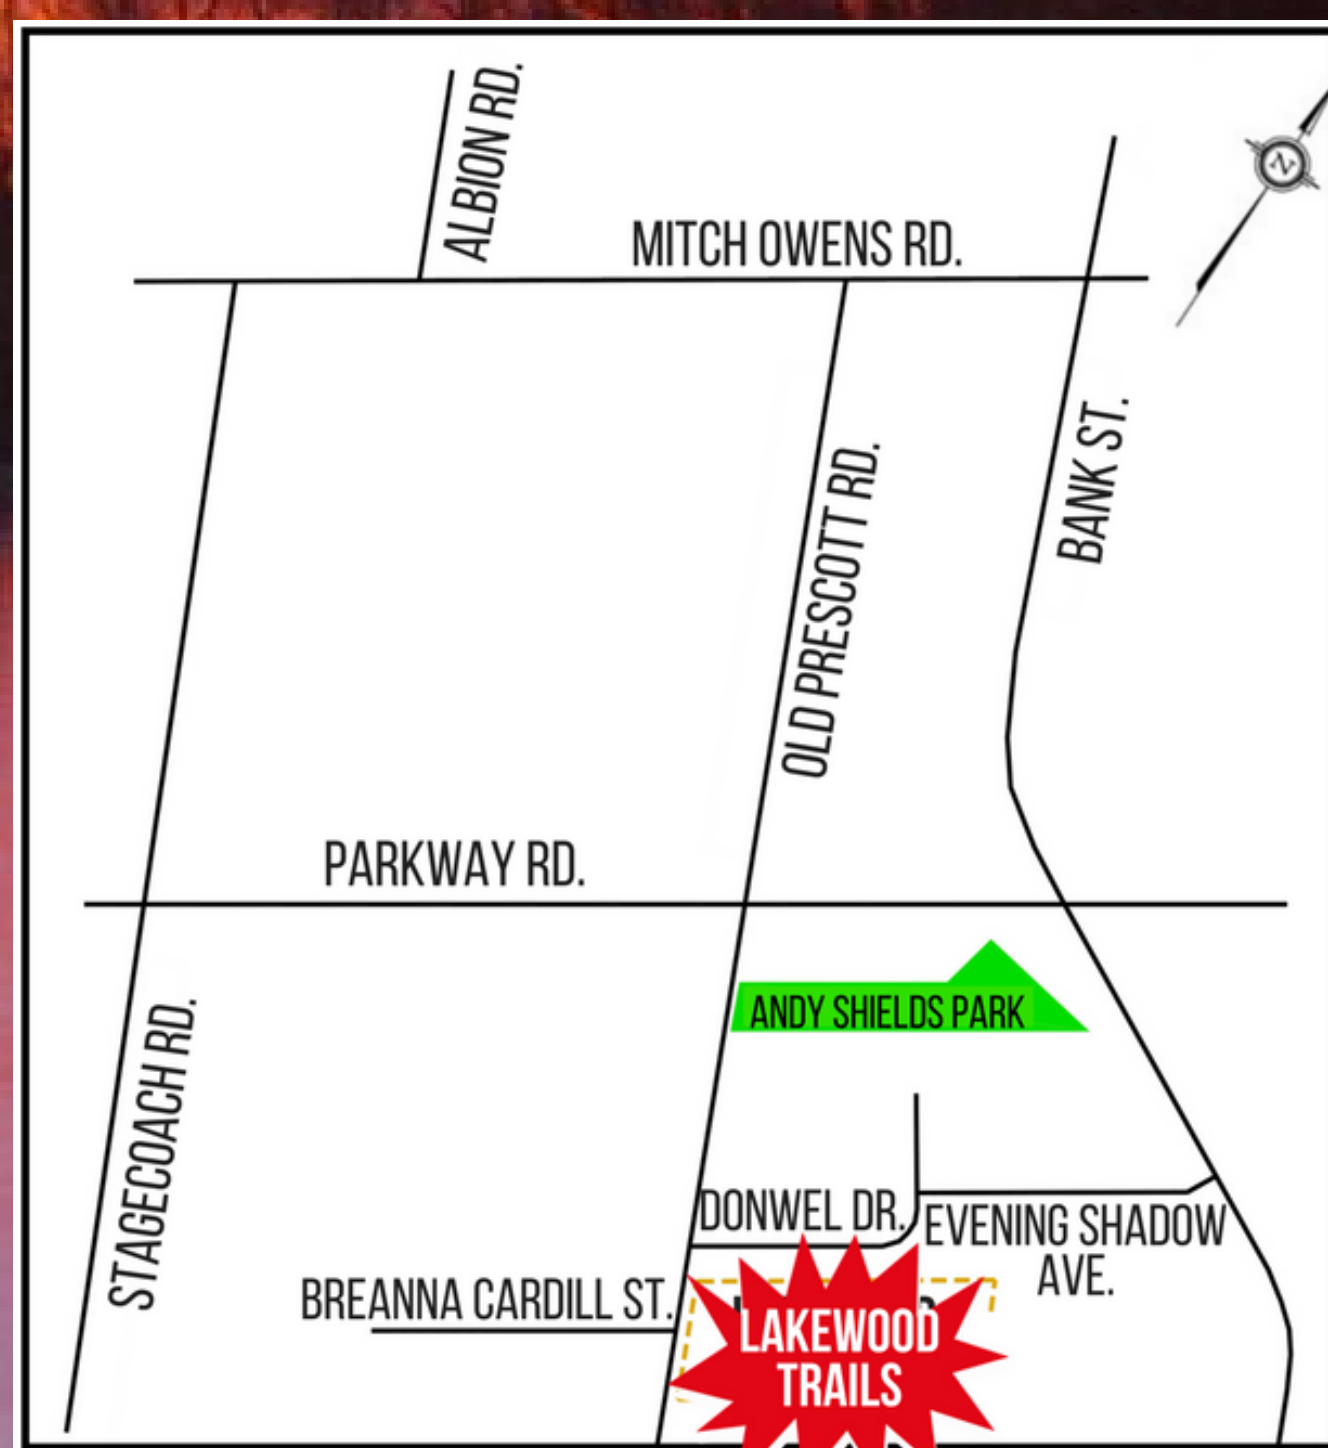 ALBION RD.
MITCH OWENS RD.
N
BANK ST.
OLD PRESCOTT RD.
PARKWAY RD.
ANDY SHIELDS PARK
STAGECOACH RD.
DONWEL DR.
EVENING SHADOW
AVE.
BREANNA CARDILL ST.
LAKEWOOD
TRAILS